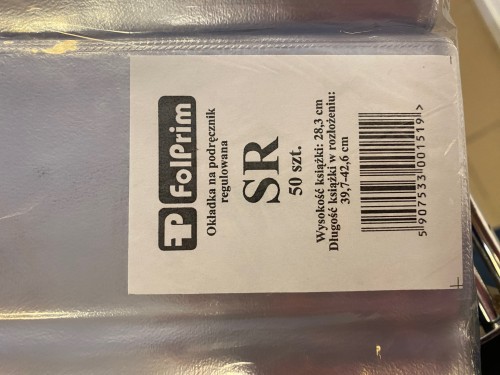 FP FolPrim
Okładka na podręcznik
regulowana
SR
50 szt.
Wysokość książki: 28,3 cm
Długość książki w rozłożeniu:
39,7-42,6 cm
5 907533 001519 >